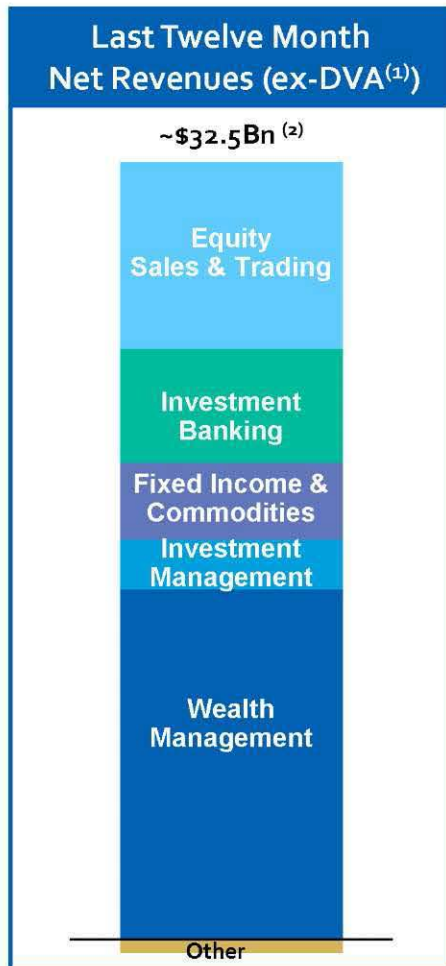 Last Twelve Month
Net Revenues (ex-DVA(1))
~$32.5Bn (2)
Equity
Sales & Trading
Investment
Banking
Fixed Income &
Commodities
Investment
Management
Wealth
Management
Other